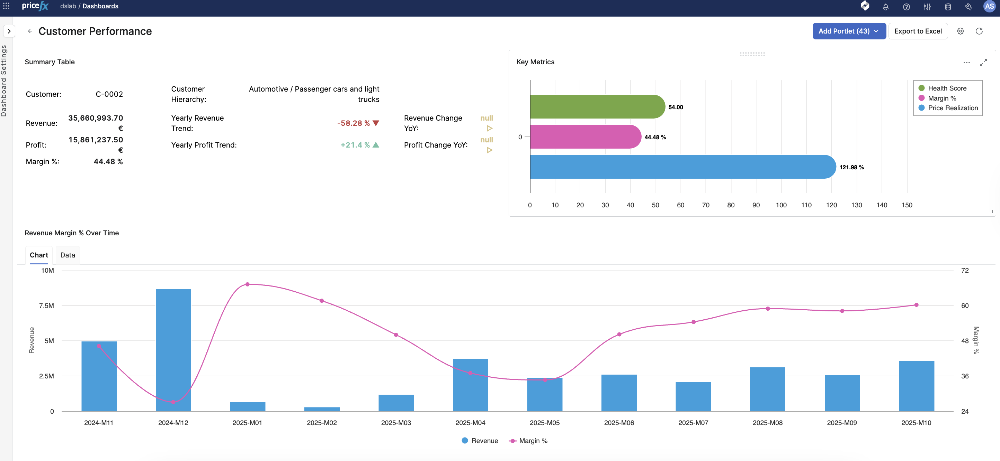 pricefx dslab / Dashboards AS
Customer Performance
Add Portlet (43) Export to Excel
Dashboard Settings
Summary Table
Customer: C-0002
Customer
Hierarchy:
Automotive / Passenger cars and light
trucks
Revenue: 35,660,993.70
€
Yearly Revenue
Trend:
-58.28 % ▼
Revenue Change
YoY:
null
Profit: 15,861,237.50
€
Yearly Profit Trend: +21.4 % ▲
Profit Change YoY: null
Margin %: 44.48 %
Key Metrics
Health Score
Margin %
Price Realization
54.00
0 44.48 %
121.98 %
0 10 20 30 40 50 60 70 80 90 100 110 120 130 140 150
Revenue Margin % Over Time
Chart Data
10M 72
7.5M 60
5M 48
2.5M 36
0 24
Revenue
Margin %
2024-M11 2024-M12 2025-M01 2025-M02 2025-M03 2025-M04 2025-M05 2025-M06 2025-M07 2025-M08 2025-M09 2025-M10
Revenue Margin %